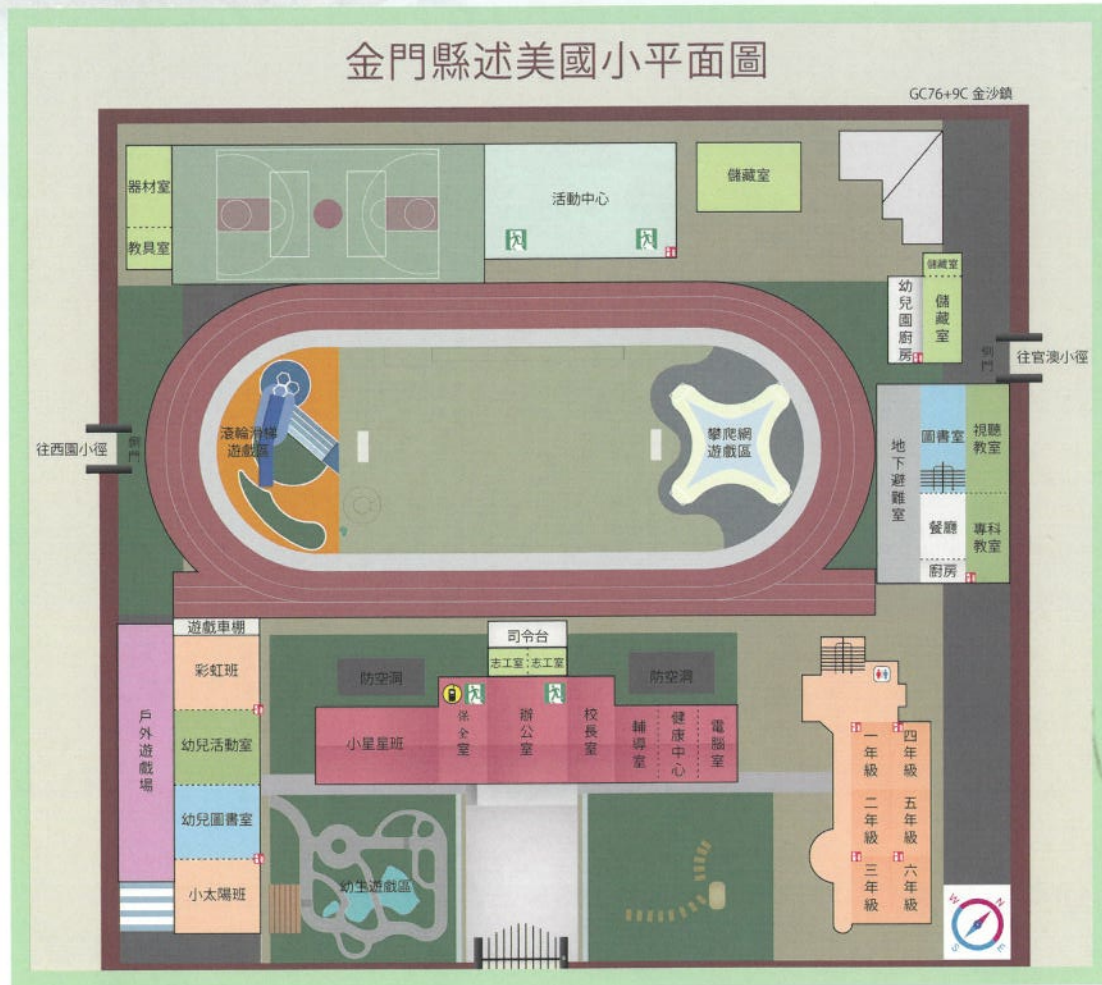 金門縣述美國小平面圖
GC76+9C 金沙鎮
器材室
教具室
活動中心
儲藏室
儲藏室
幼兒園廚房
儲藏室
側門
往官澳小徑
往西園小徑
側門
滾輪滑梯
遊戲區
攀爬網
遊戲區
地下避難室
圖書室
視聽
教室
餐廳
專科
教室
廚房
遊戲車棚
彩虹班
戶外遊戲場
幼兒活動室
幼兒圖書室
小太陽班
司令台
志工室
志工室
防空洞
防空洞
小星星班
保全室
辦公室
校長室
輔導室
健康中心
電腦室
一年級
四年級
二年級
五年級
三年級
六年級
幼生遊戲區
W
N
S
E